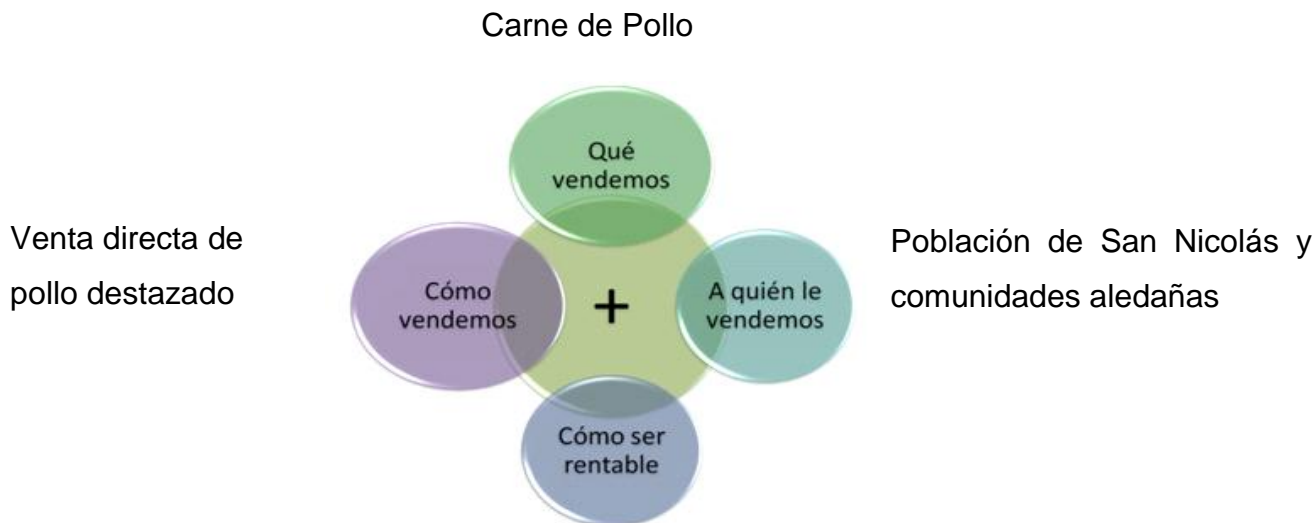 Carne de Pollo
Qué
vendemos
Venta directa de
pollo destazado
Cómo
vendemos
+
A quién le
vendemos
Población de San Nicolás y
comunidades aledañas
Cómo ser
rentable